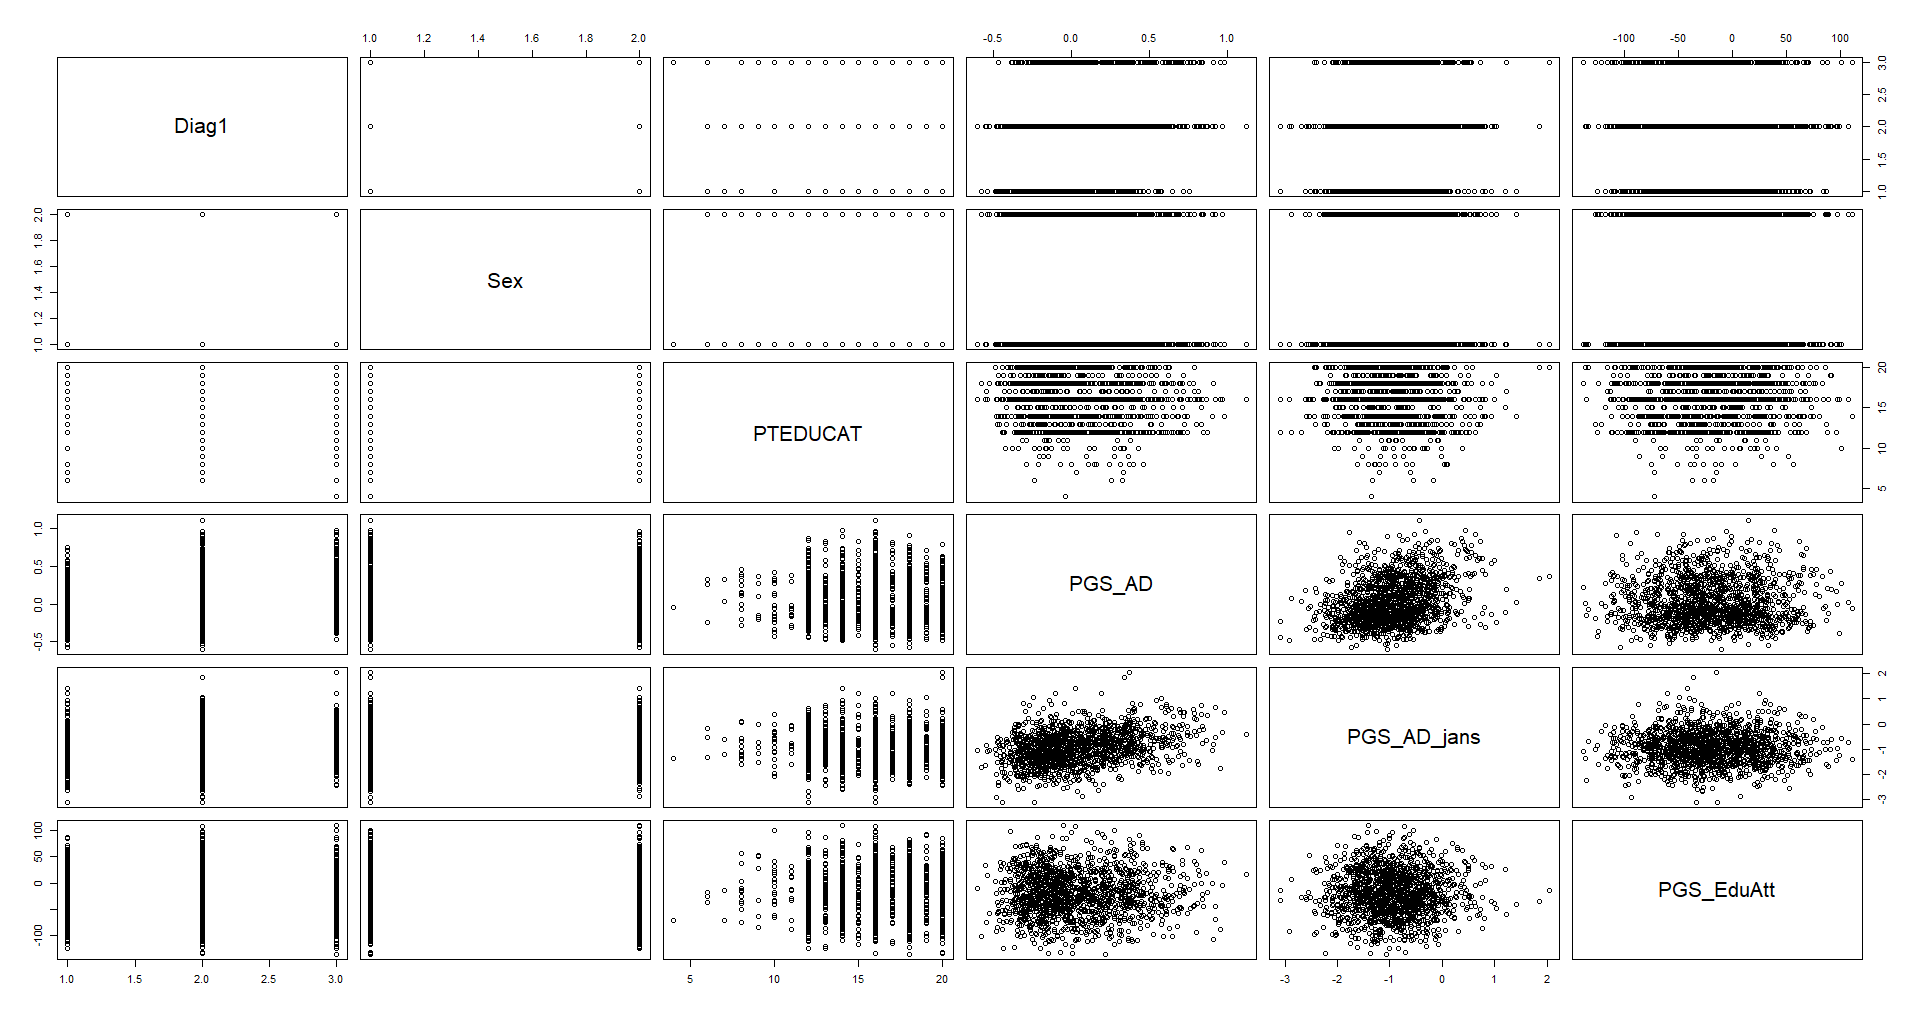 1.0 1.2 1.4 1.6 1.8 2.0 -0.5 0.0 0.5 1.0 -100 -50 0 50 100
Diag1
1.0 1.5 2.0 2.5 3.0
1.0 1.2 1.4 1.6 1.8 2.0
Sex
PTEDUCAT
5 10 15 20
-0.5 0.0 0.5 1.0
PGS_AD
PGS_AD_jans
-3 -2 -1 0 1 2
-100 0 50 100
PGS_EduAtt
1.0 1.5 2.0 2.5 3.0 5 10 15 20 -3 -2 -1 0 1 2